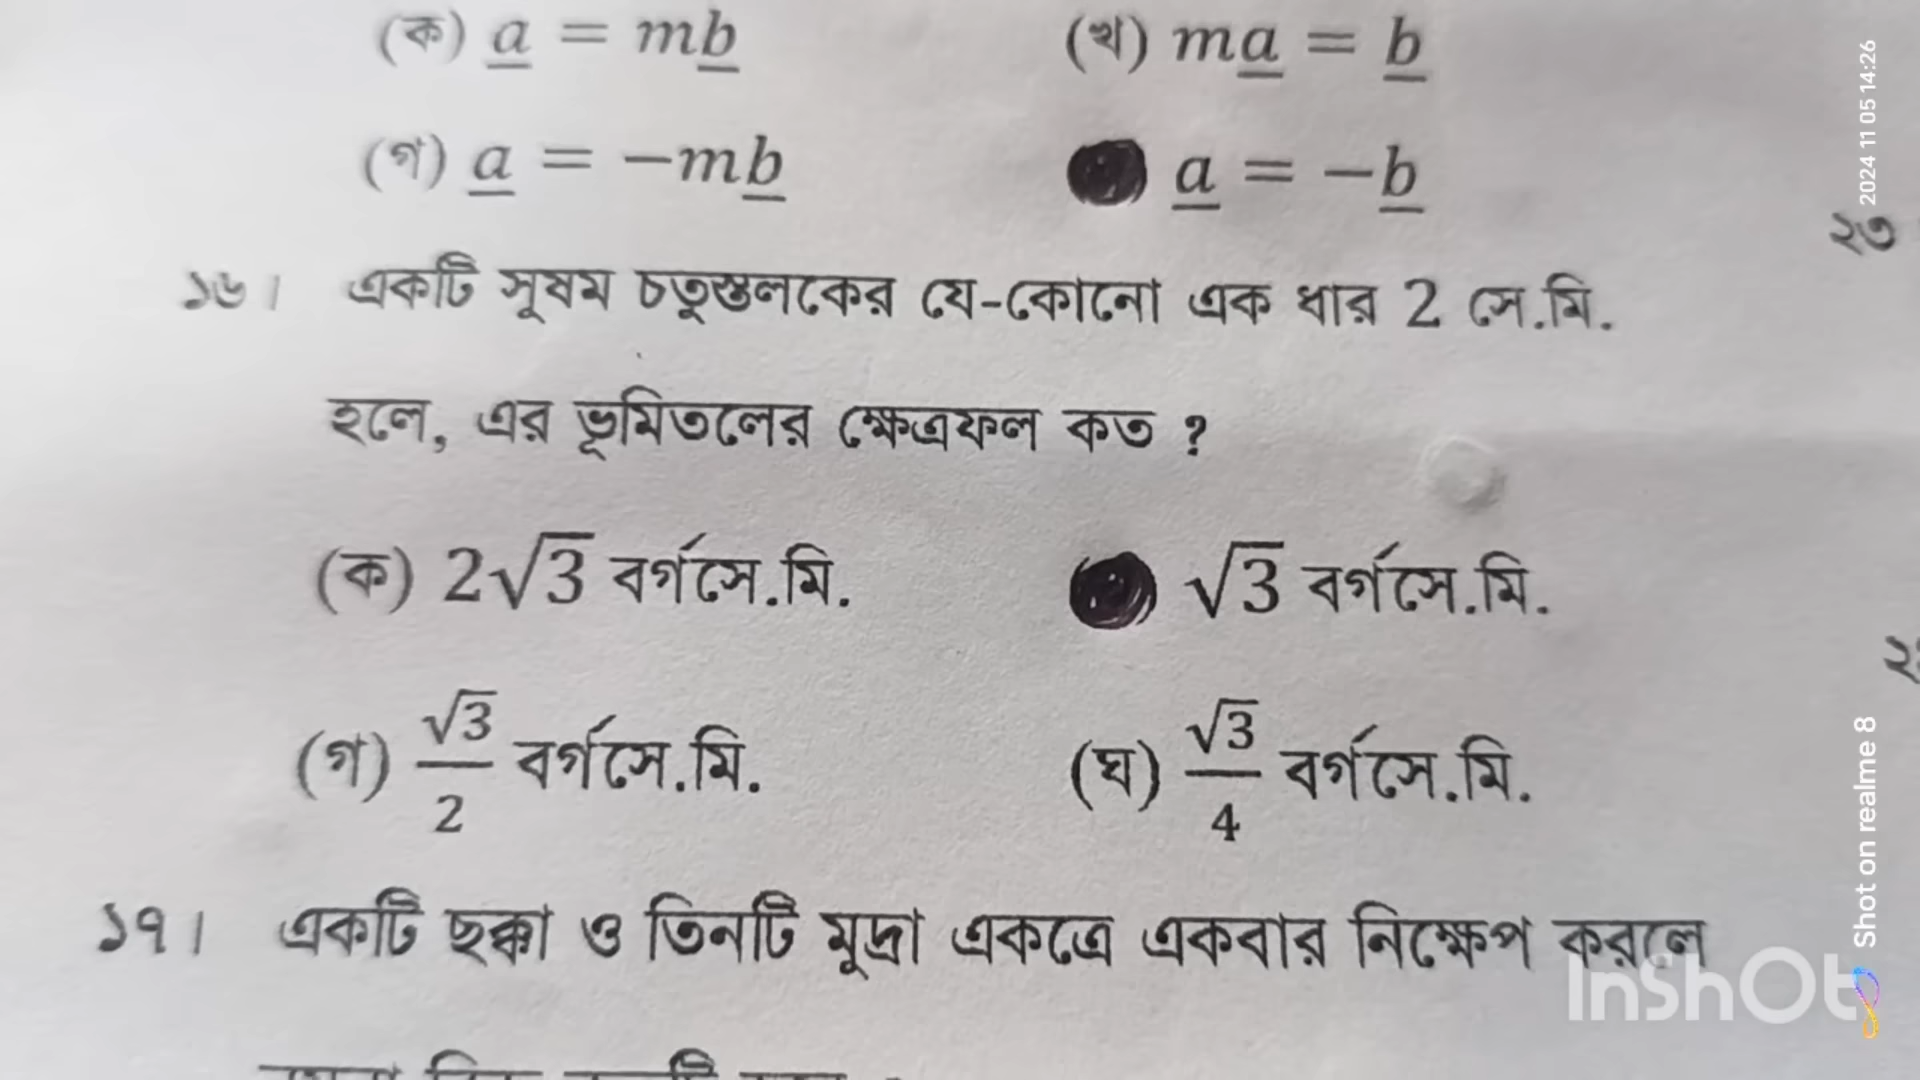 (ক) a = mb
(খ) ma = b
(গ) a = −mb
a = −b
২৩
১৬। একটি সুষম চতুস্তলকের যে-কোনো এক ধার 2 সে.মি.
হলে, এর ভূমিতলের ক্ষেত্রফল কত ?
(ক) 2√3 বর্গসে.মি.
√3 বর্গসে.মি.
(গ) √3/2 বর্গসে.মি.
(ঘ) √3/4 বর্গসে.মি.
১৭। একটি ছক্কা ও তিনটি মুদ্রা একত্রে একবার নিক্ষেপ করলে
InShOt
Shot on realme 8
2024 11 05 14:26